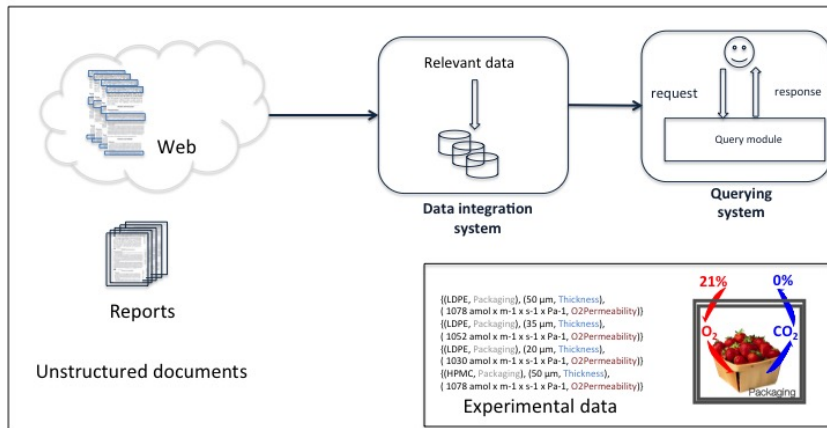 Web
Reports
Unstructured documents
Relevant data
Data integration
system
request
response
Query module
Querying
system
{(LDPE, Packaging), (50 µm, Thickness),
( 1078 amol x m-1 x s-1 x Pa-1, O2Permeability)}
{(LDPE, Packaging), (35 µm, Thickness),
( 1052 amol x m-1 x s-1 x Pa-1, O2Permeability)}
{(LDPE, Packaging), (20 µm, Thickness),
( 1030 amol x m-1 x s-1 x Pa-1, O2Permeability)}
{(HPMC, Packaging), (50 µm, Thickness),
( 1078 amol x m-1 x s-1 x Pa-1, O2Permeability)}
Experimental data
21% 0%
O₂ CO₂
Packaging